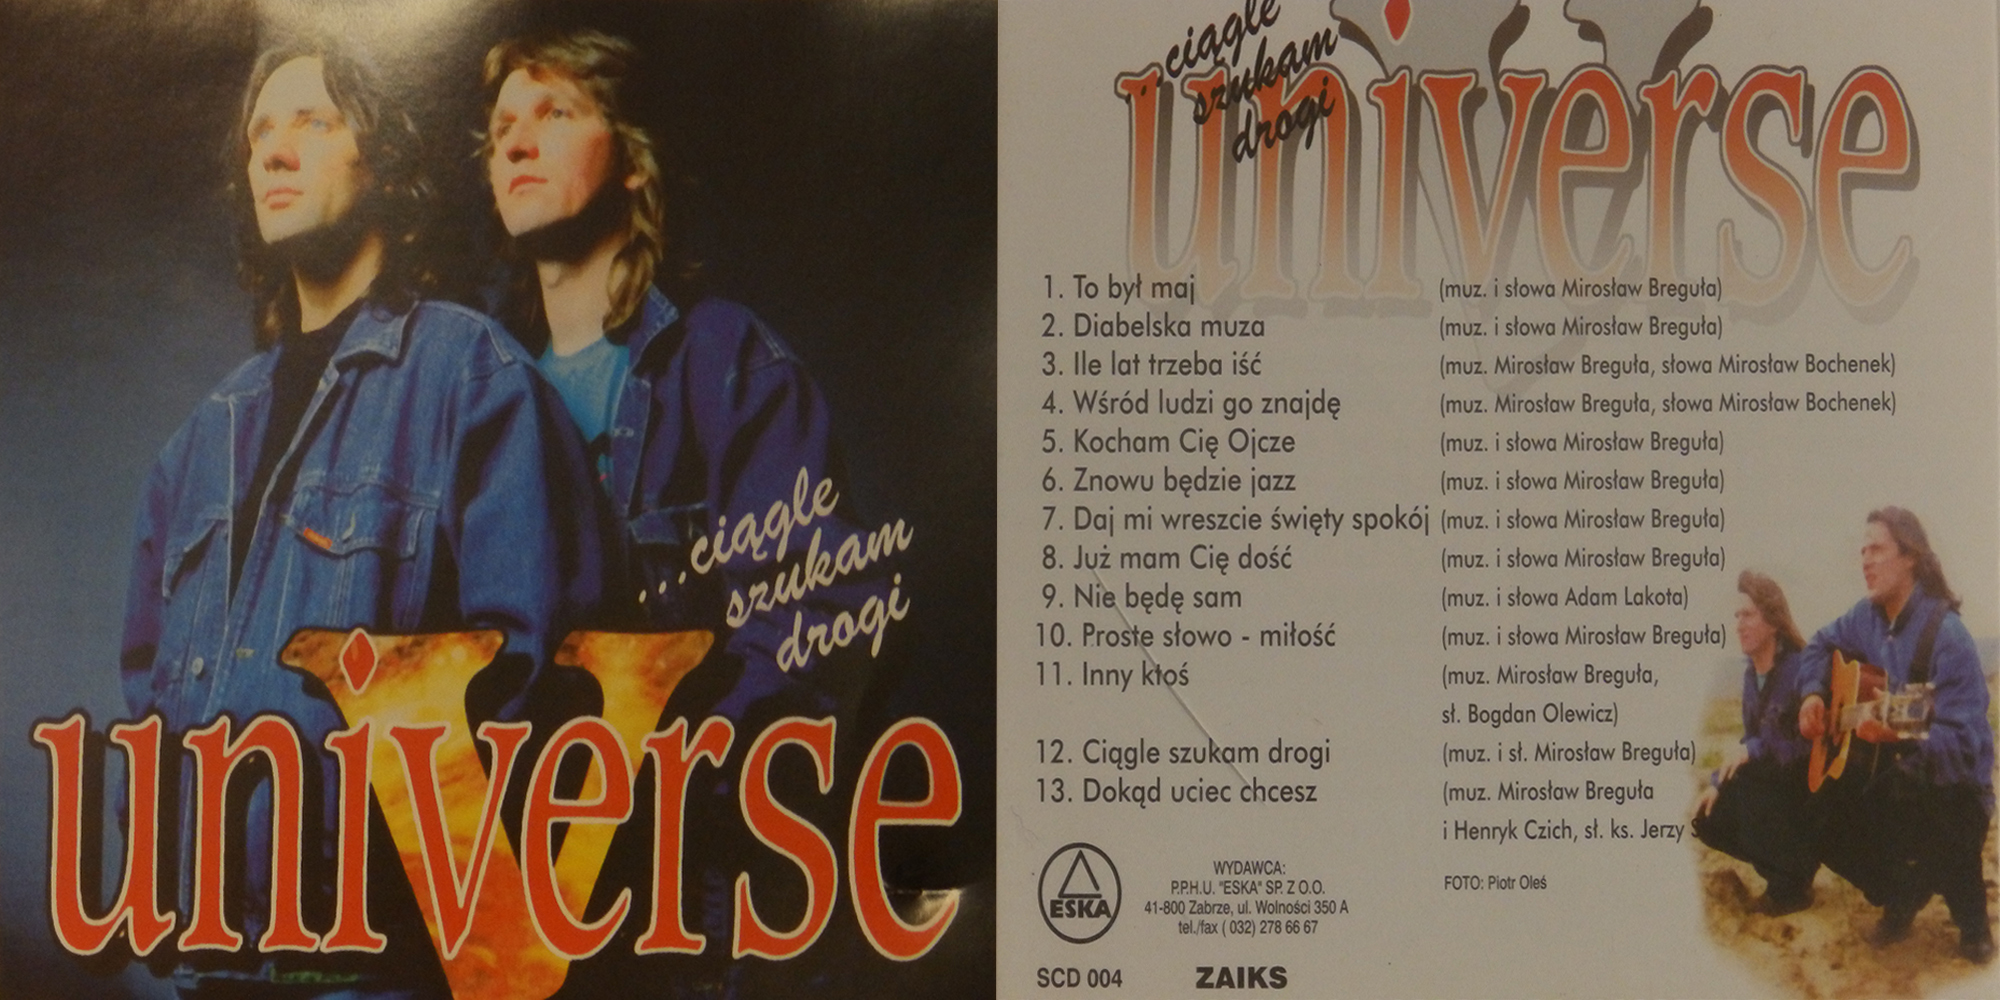 ...ciągle
szukam
drogi
V
universe
...ciągle
szukam
drogi
universe
1. To był maj (muz. i słowa Mirosław Breguła)
2. Diabelska muza (muz. i słowa Mirosław Breguła)
3. Ile lat trzeba iść (muz. Mirosław Breguła, słowa Mirosław Bochenek)
4. Wśród ludzi go znajdę (muz. Mirosław Breguła, słowa Mirosław Bochenek)
5. Kocham Cię Ojcze (muz. i słowa Mirosław Breguła)
6. Znowu będzie jazz (muz. i słowa Mirosław Breguła)
7. Daj mi wreszcie święty spokój (muz. i słowa Mirosław Breguła)
8. Już mam Cię dość (muz. i słowa Mirosław Breguła)
9. Nie będę sam (muz. i słowa Adam Lakota)
10. Proste słowo - miłość (muz. i słowa Mirosław Breguła)
11. Inny ktoś (muz. Mirosław Breguła,
sł. Bogdan Olewicz)
12. Ciągle szukam drogi (muz. i sł. Mirosław Breguła)
13. Dokąd uciec chcesz (muz. Mirosław Breguła
i Henryk Czich, sł. ks. Jerzy
ESKA
WYDAWCA:
P.P.H.U. "ESKA" SP. Z O.O.
41-800 Zabrze, ul. Wolności 350 A
tel./fax ( 032) 278 66 67
FOTO: Piotr Oleś
SCD 004 ZAIKS